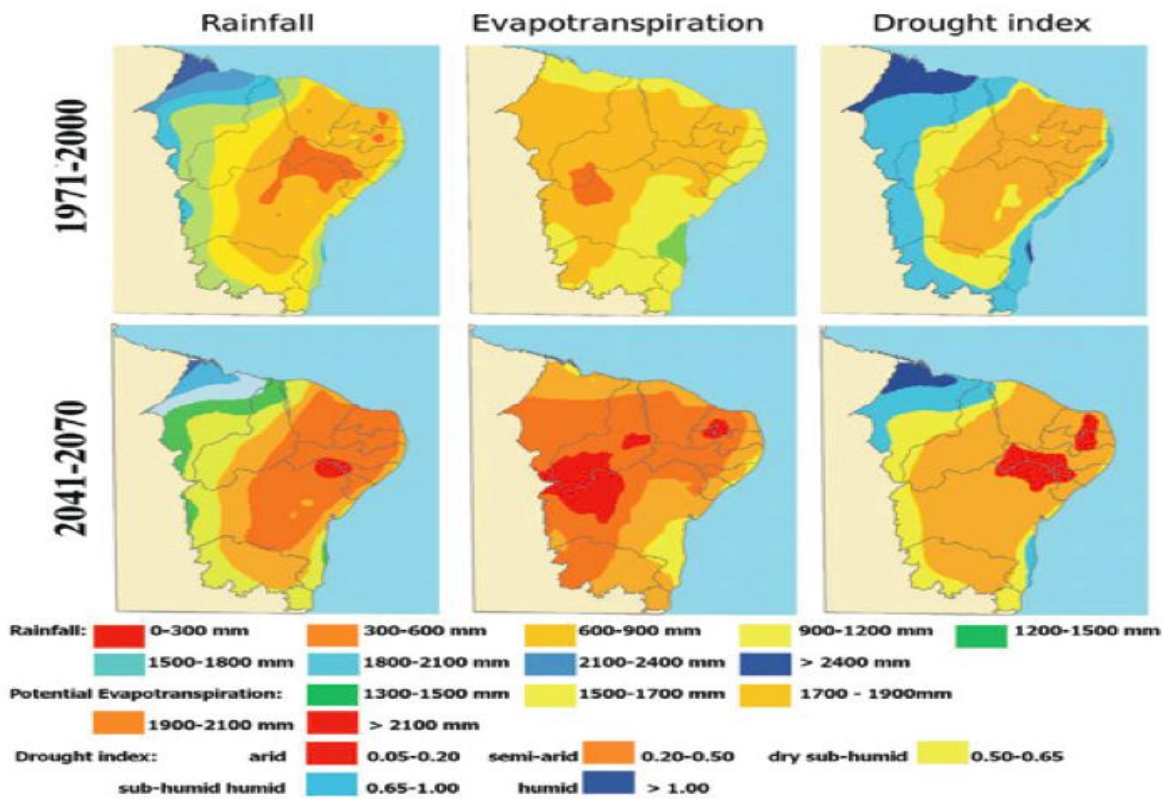 Rainfall Evapotranspiration Drought index
1971-2000
2041-2070
Rainfall: 0-300 mm 300-600 mm 600-900 mm 900-1200 mm 1200-1500 mm
1500-1800 mm 1800-2100 mm 2100-2400 mm > 2400 mm
Potential Evapotranspiration: 1300-1500 mm 1500-1700 mm 1700 - 1900mm
1900-2100 mm > 2100 mm
Drought index: arid 0.05-0.20 semi-arid 0.20-0.50 dry sub-humid 0.50-0.65
sub-humid humid 0.65-1.00 humid > 1.00